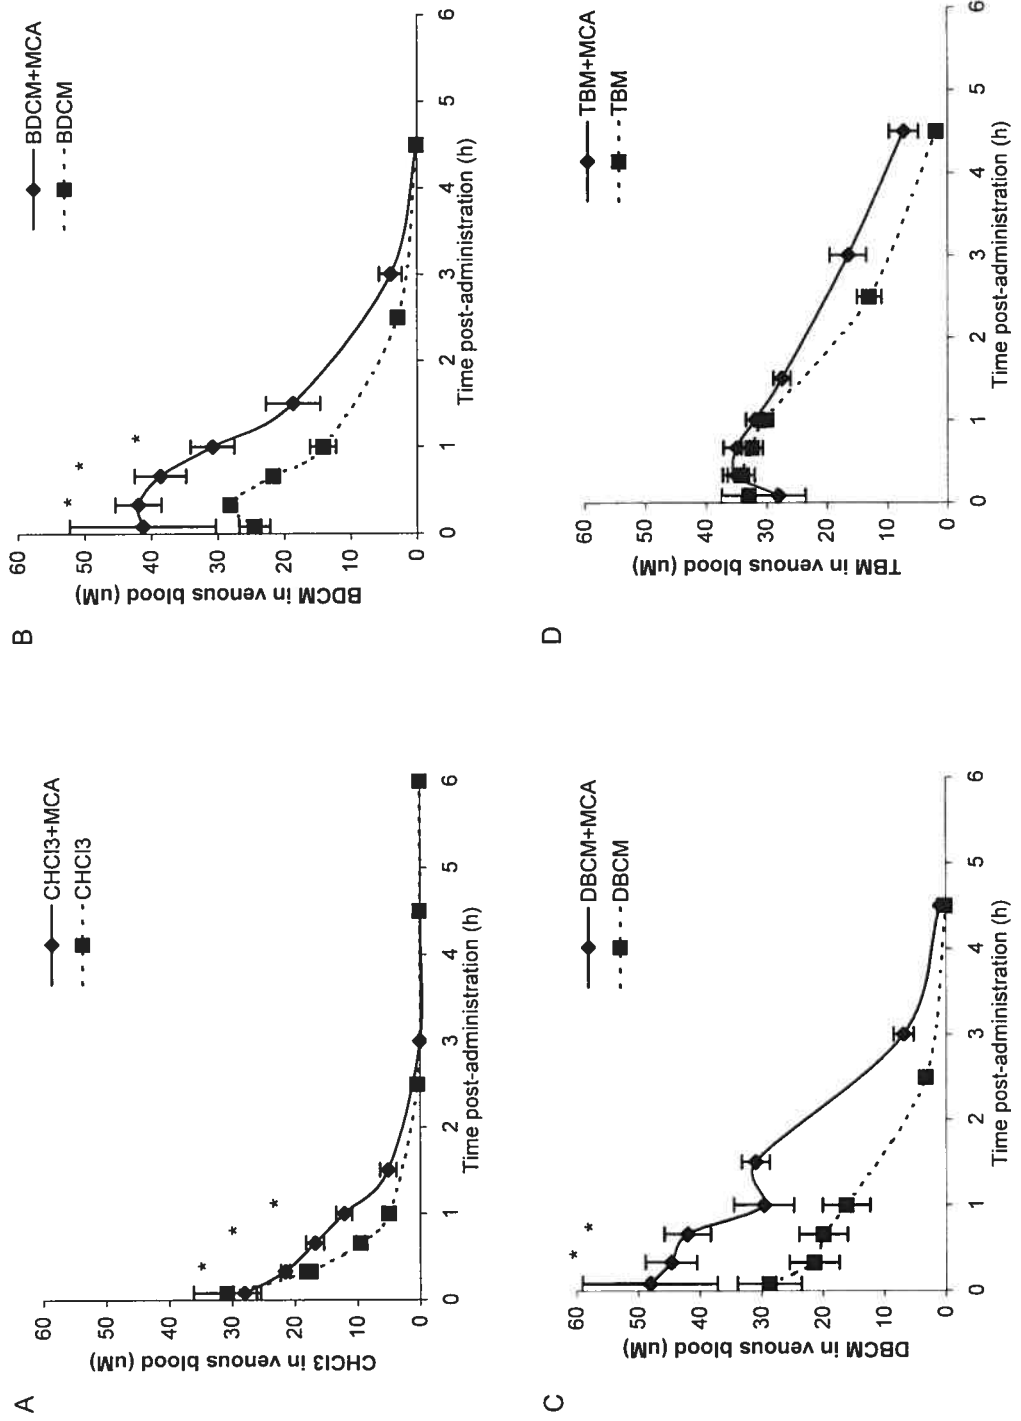 A
CHCl3 in venous blood (uM)
60
50
40
30
20
10
0
0 1 2 3 4 5 6
Time post-administration (h)
CHCl3+MCA
CHCl3
* * *
B
BDCM in venous blood (uM)
60
50
40
30
20
10
0
0 1 2 3 4 5 6
Time post-administration (h)
BDCM+MCA
BDCM
* * *
C
DBCM in venous blood (uM)
60
50
40
30
20
10
0
0 1 2 3 4 5 6
Time post-administration (h)
DBCM+MCA
DBCM
* *
D
TBM in venous blood (uM)
60
50
40
30
20
10
0
0 1 2 3 4 5 6
Time post-administration (h)
TBM+MCA
TBM